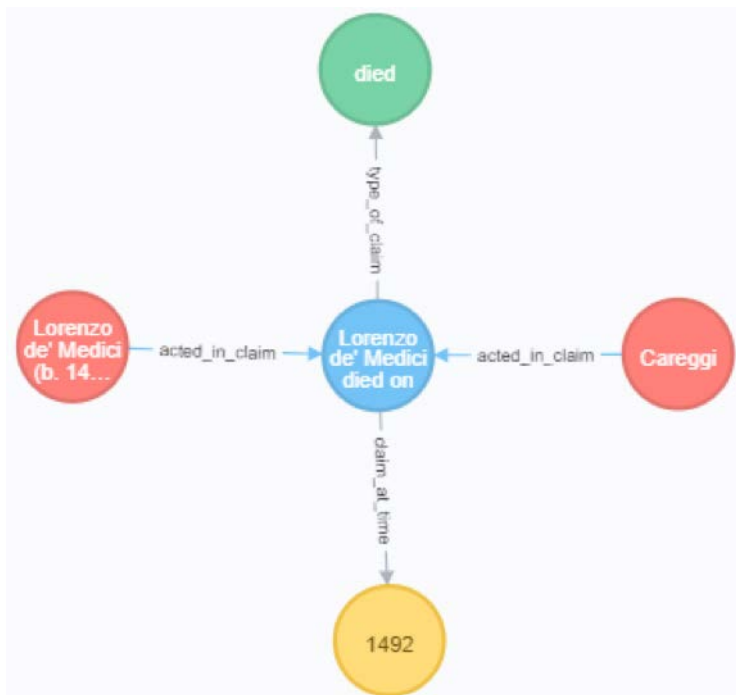 died
type_of_claim
Lorenzo
de' Medici
(b. 14...
acted_in_claim
Lorenzo
de' Medici
died on
acted_in_claim
Careggi
claim_at_time
1492